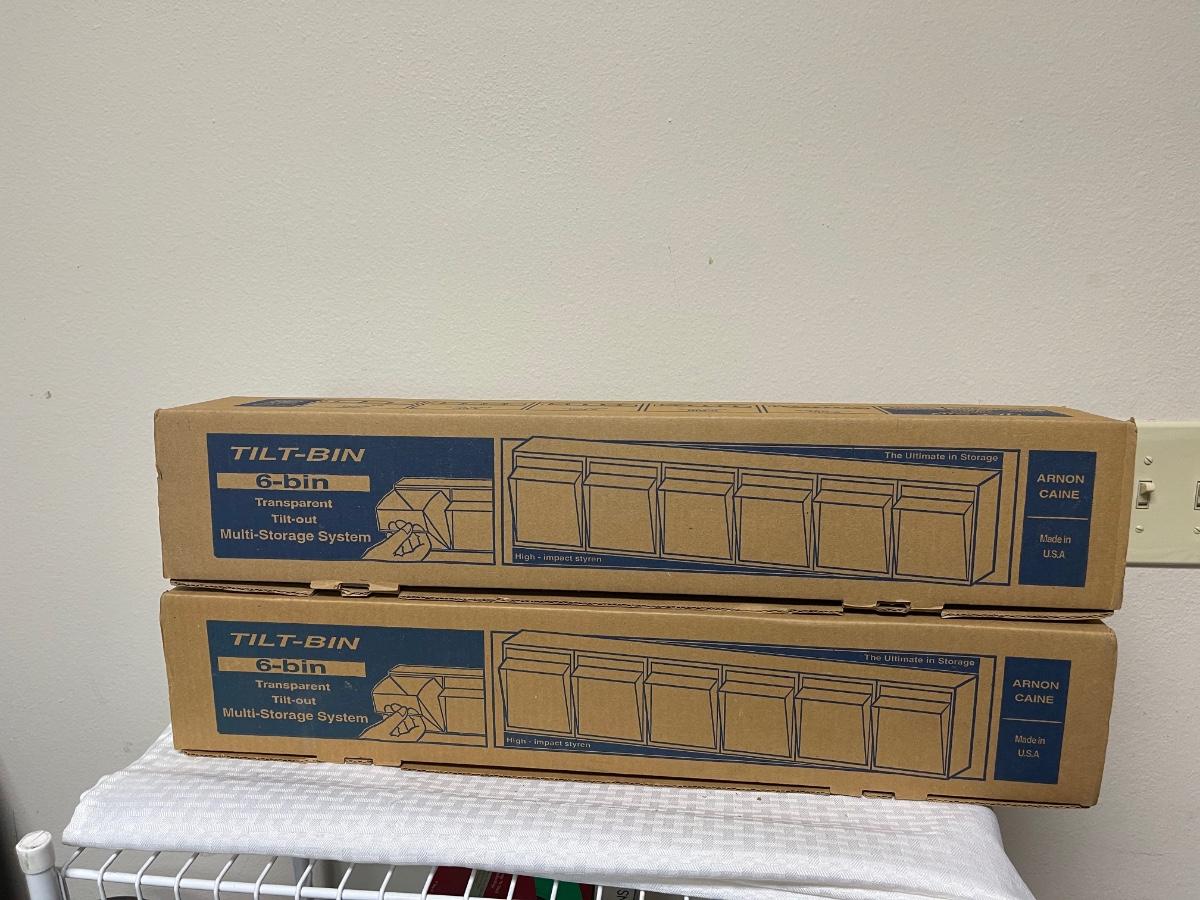 TILT-BIN
6-bin
Transparent
Tilt-out
Multi-Storage System
The Ultimate in Storage
High - impact styren
ARNON
CAINE
Made in
U.S.A
TILT-BIN
6-bin
Transparent
Tilt-out
Multi-Storage System
The Ultimate in Storage
High - impact styren
ARNON
CAINE
Made in
U.S.A